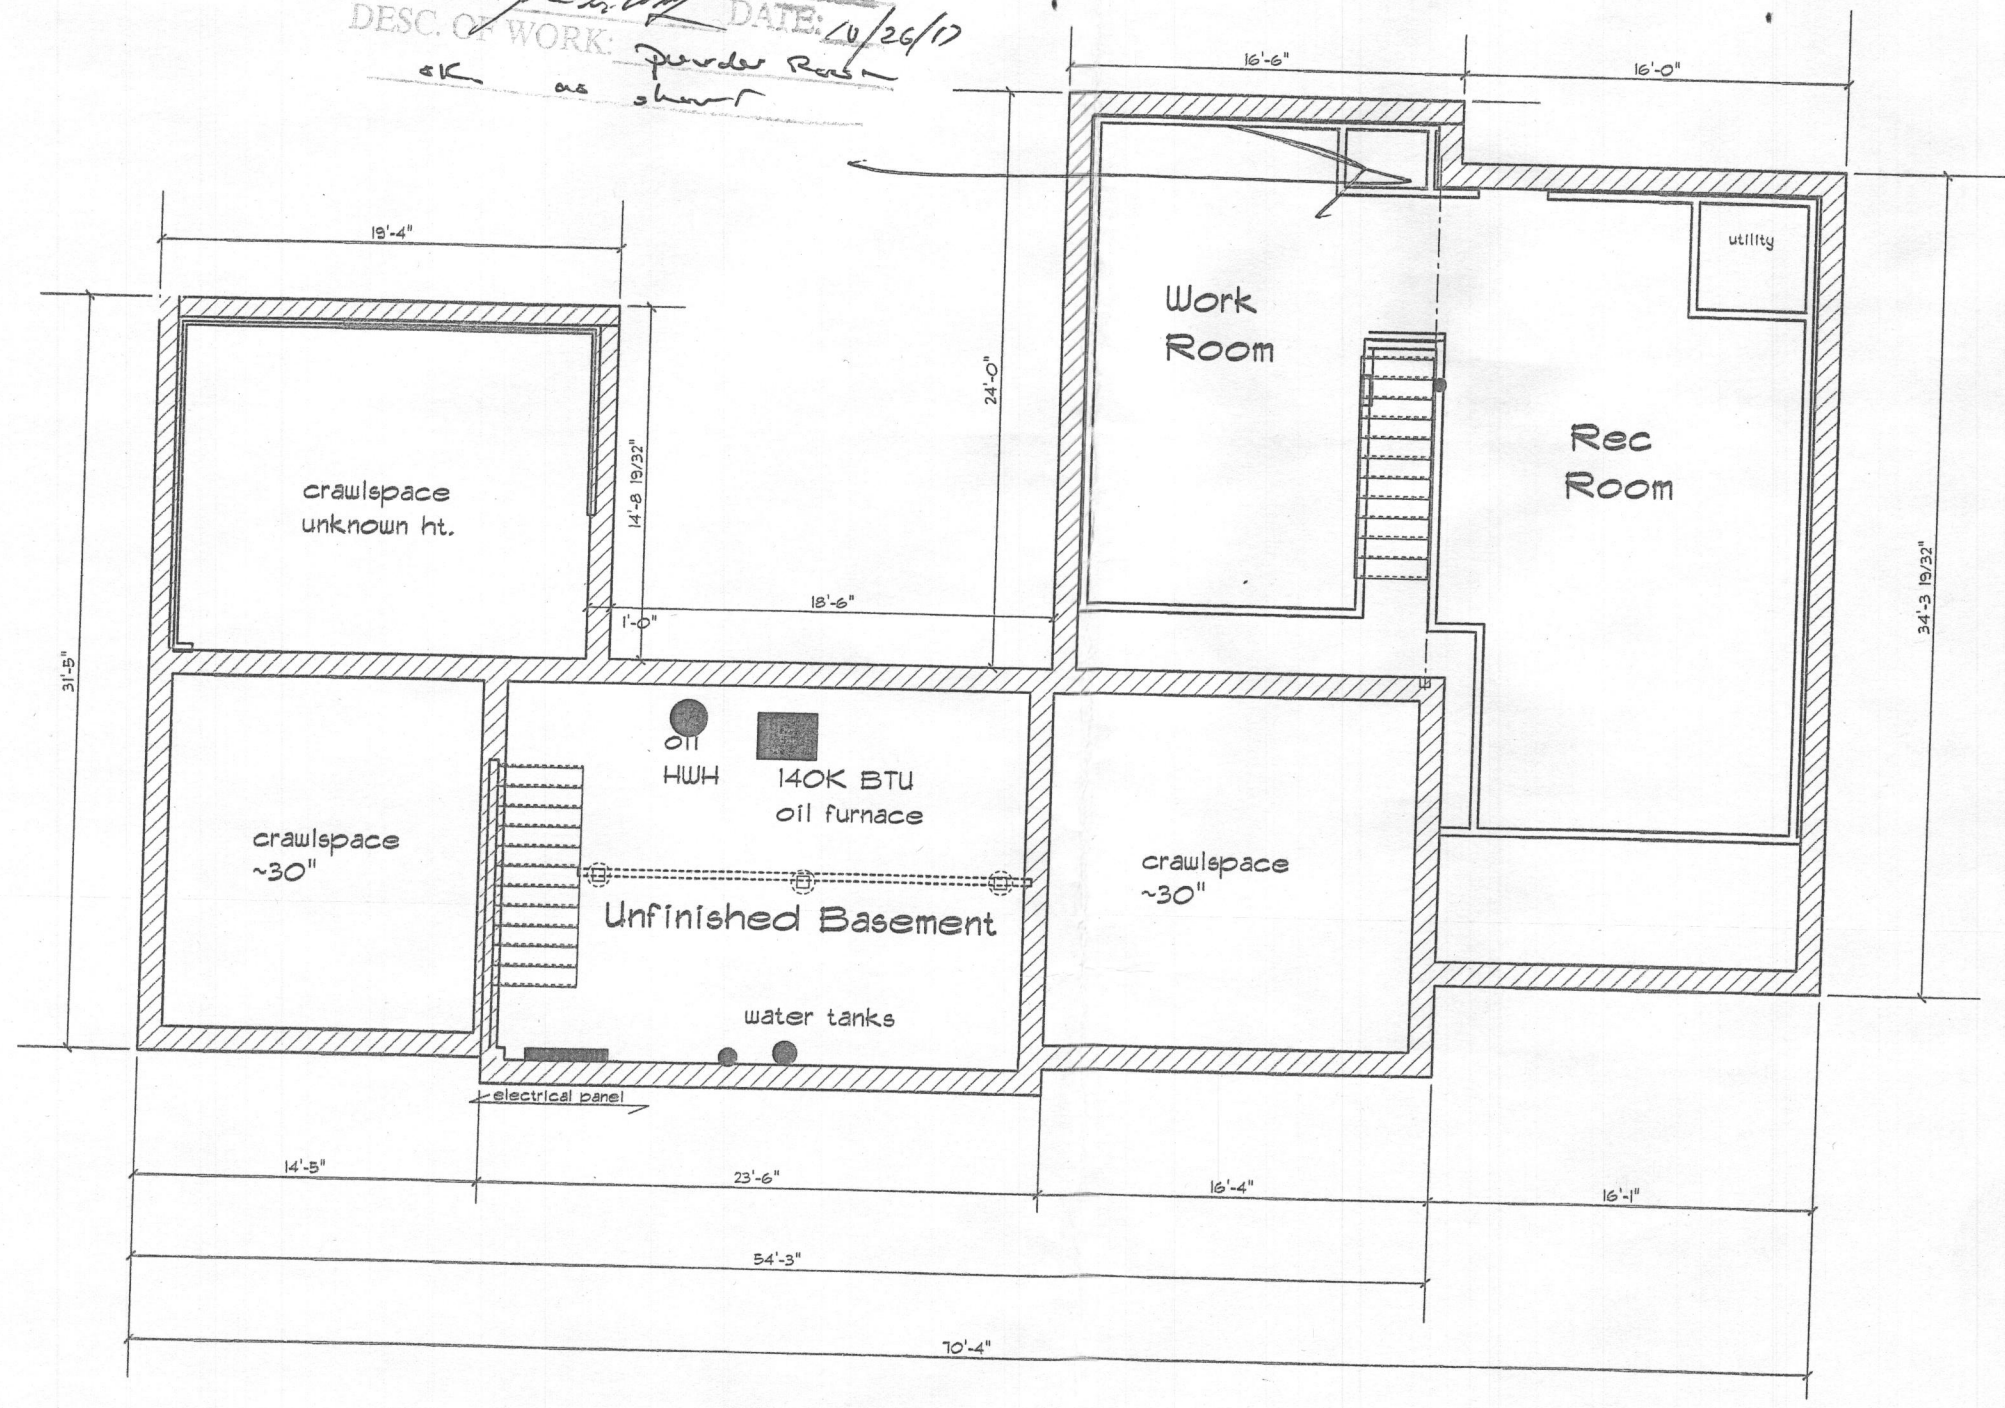 DESC. OF WORK:
DATE: 10/26/17
powder Room
ok as shown
16'-6"
16'-0"
19'-4"
utility
Work
Room
24'-0"
Rec
Room
14'-8 19/32"
crawlspace
unknown ht.
34'-3 19/32"
18'-6"
1'-0"
31'-5"
oil
HWH
140K BTU
oil furnace
crawlspace
~30"
crawlspace
~30"
Unfinished Basement
water tanks
electrical panel
14'-5"
23'-6"
16'-4"
16'-1"
54'-3"
70'-4"